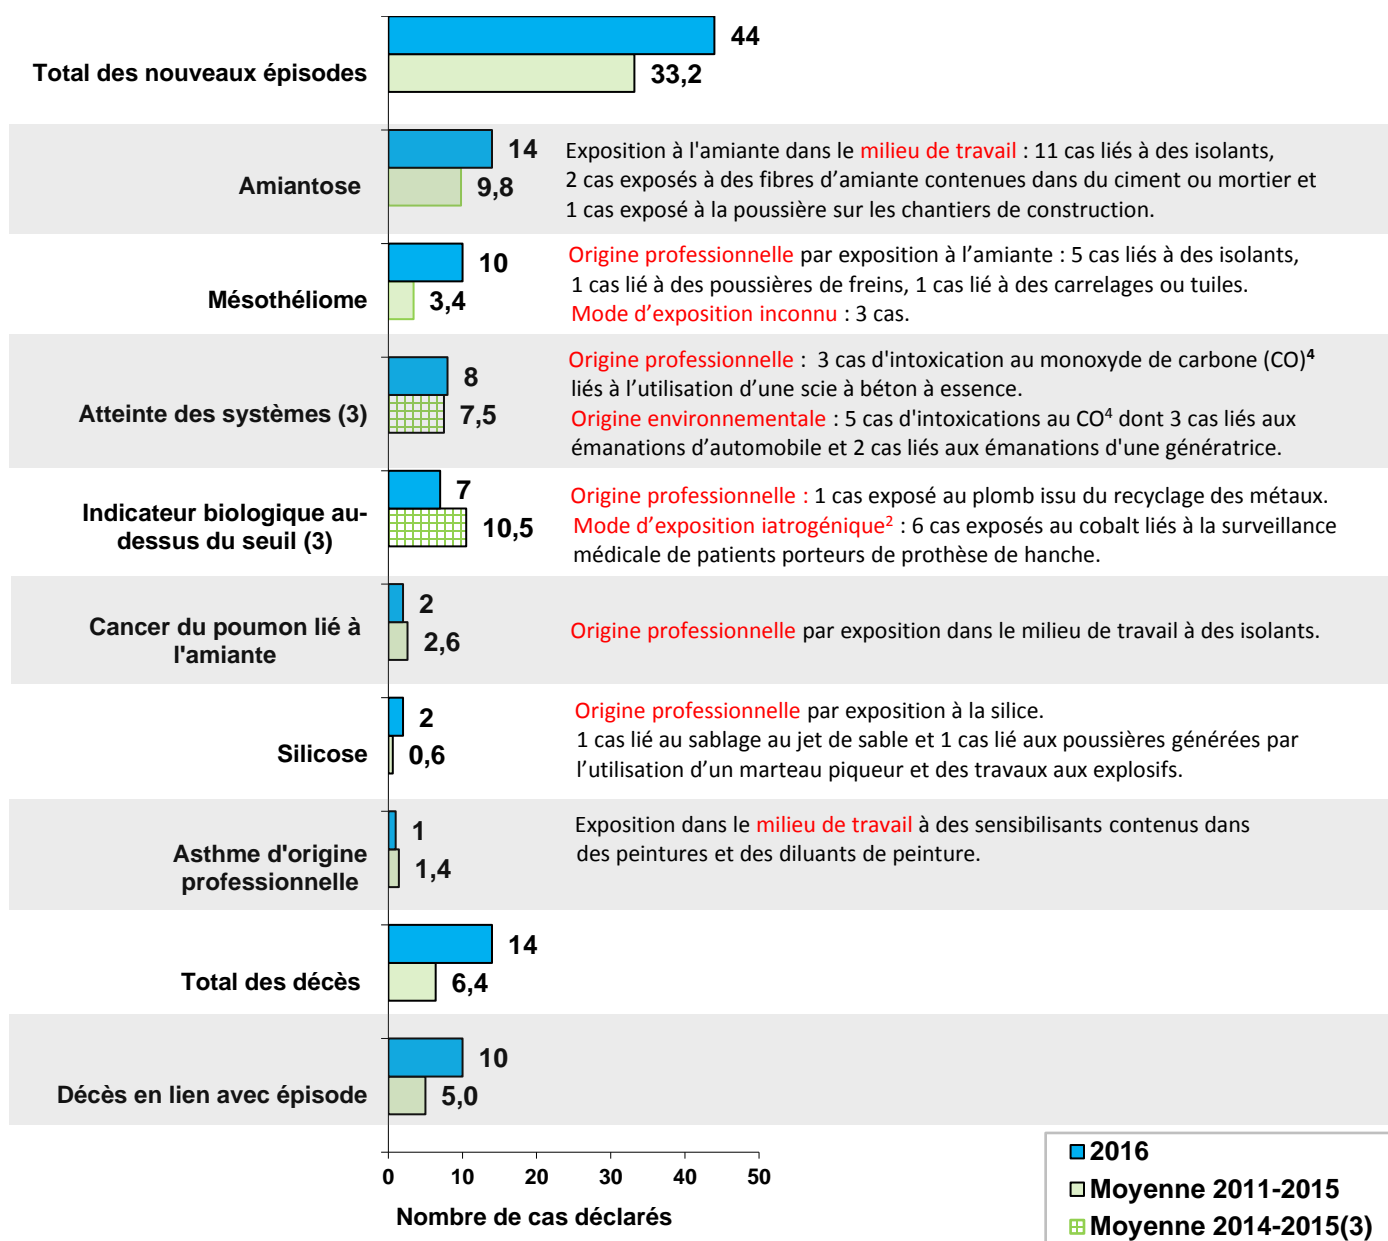 Total des nouveaux épisodes
44
33,2
Amiantose
14
9,8
Exposition à l'amiante dans le milieu de travail : 11 cas liés à des isolants,
2 cas exposés à des fibres d’amiante contenues dans du ciment ou mortier et
1 cas exposé à la poussière sur les chantiers de construction.
Mésothéliome
10
3,4
Origine professionnelle par exposition à l’amiante : 5 cas liés à des isolants,
1 cas lié à des poussières de freins, 1 cas lié à des carrelages ou tuiles.
Mode d’exposition inconnu : 3 cas.
Atteinte des systèmes (3)
8
7,5
Origine professionnelle : 3 cas d'intoxication au monoxyde de carbone (CO)⁴
liés à l’utilisation d’une scie à béton à essence.
Origine environnementale : 5 cas d'intoxications au CO⁴ dont 3 cas liés aux
émanations d’automobile et 2 cas liés aux émanations d'une génératrice.
Indicateur biologique au-
dessus du seuil (3)
7
10,5
Origine professionnelle : 1 cas exposé au plomb issu du recyclage des métaux.
Mode d’exposition iatrogénique² : 6 cas exposés au cobalt liés à la surveillance
médicale de patients porteurs de prothèse de hanche.
Cancer du poumon lié à
l'amiante
2
2,6
Origine professionnelle par exposition dans le milieu de travail à des isolants.
Silicose
2
0,6
Origine professionnelle par exposition à la silice.
1 cas lié au sablage au jet de sable et 1 cas lié aux poussières générées par
l’utilisation d’un marteau piqueur et des travaux aux explosifs.
Asthme d'origine
professionnelle
1
1,4
Exposition dans le milieu de travail à des sensibilisants contenus dans
des peintures et des diluants de peinture.
Total des décès
14
6,4
Décès en lien avec épisode
10
5,0
0 10 20 30 40 50
Nombre de cas déclarés
2016
Moyenne 2011-2015
Moyenne 2014-2015(3)